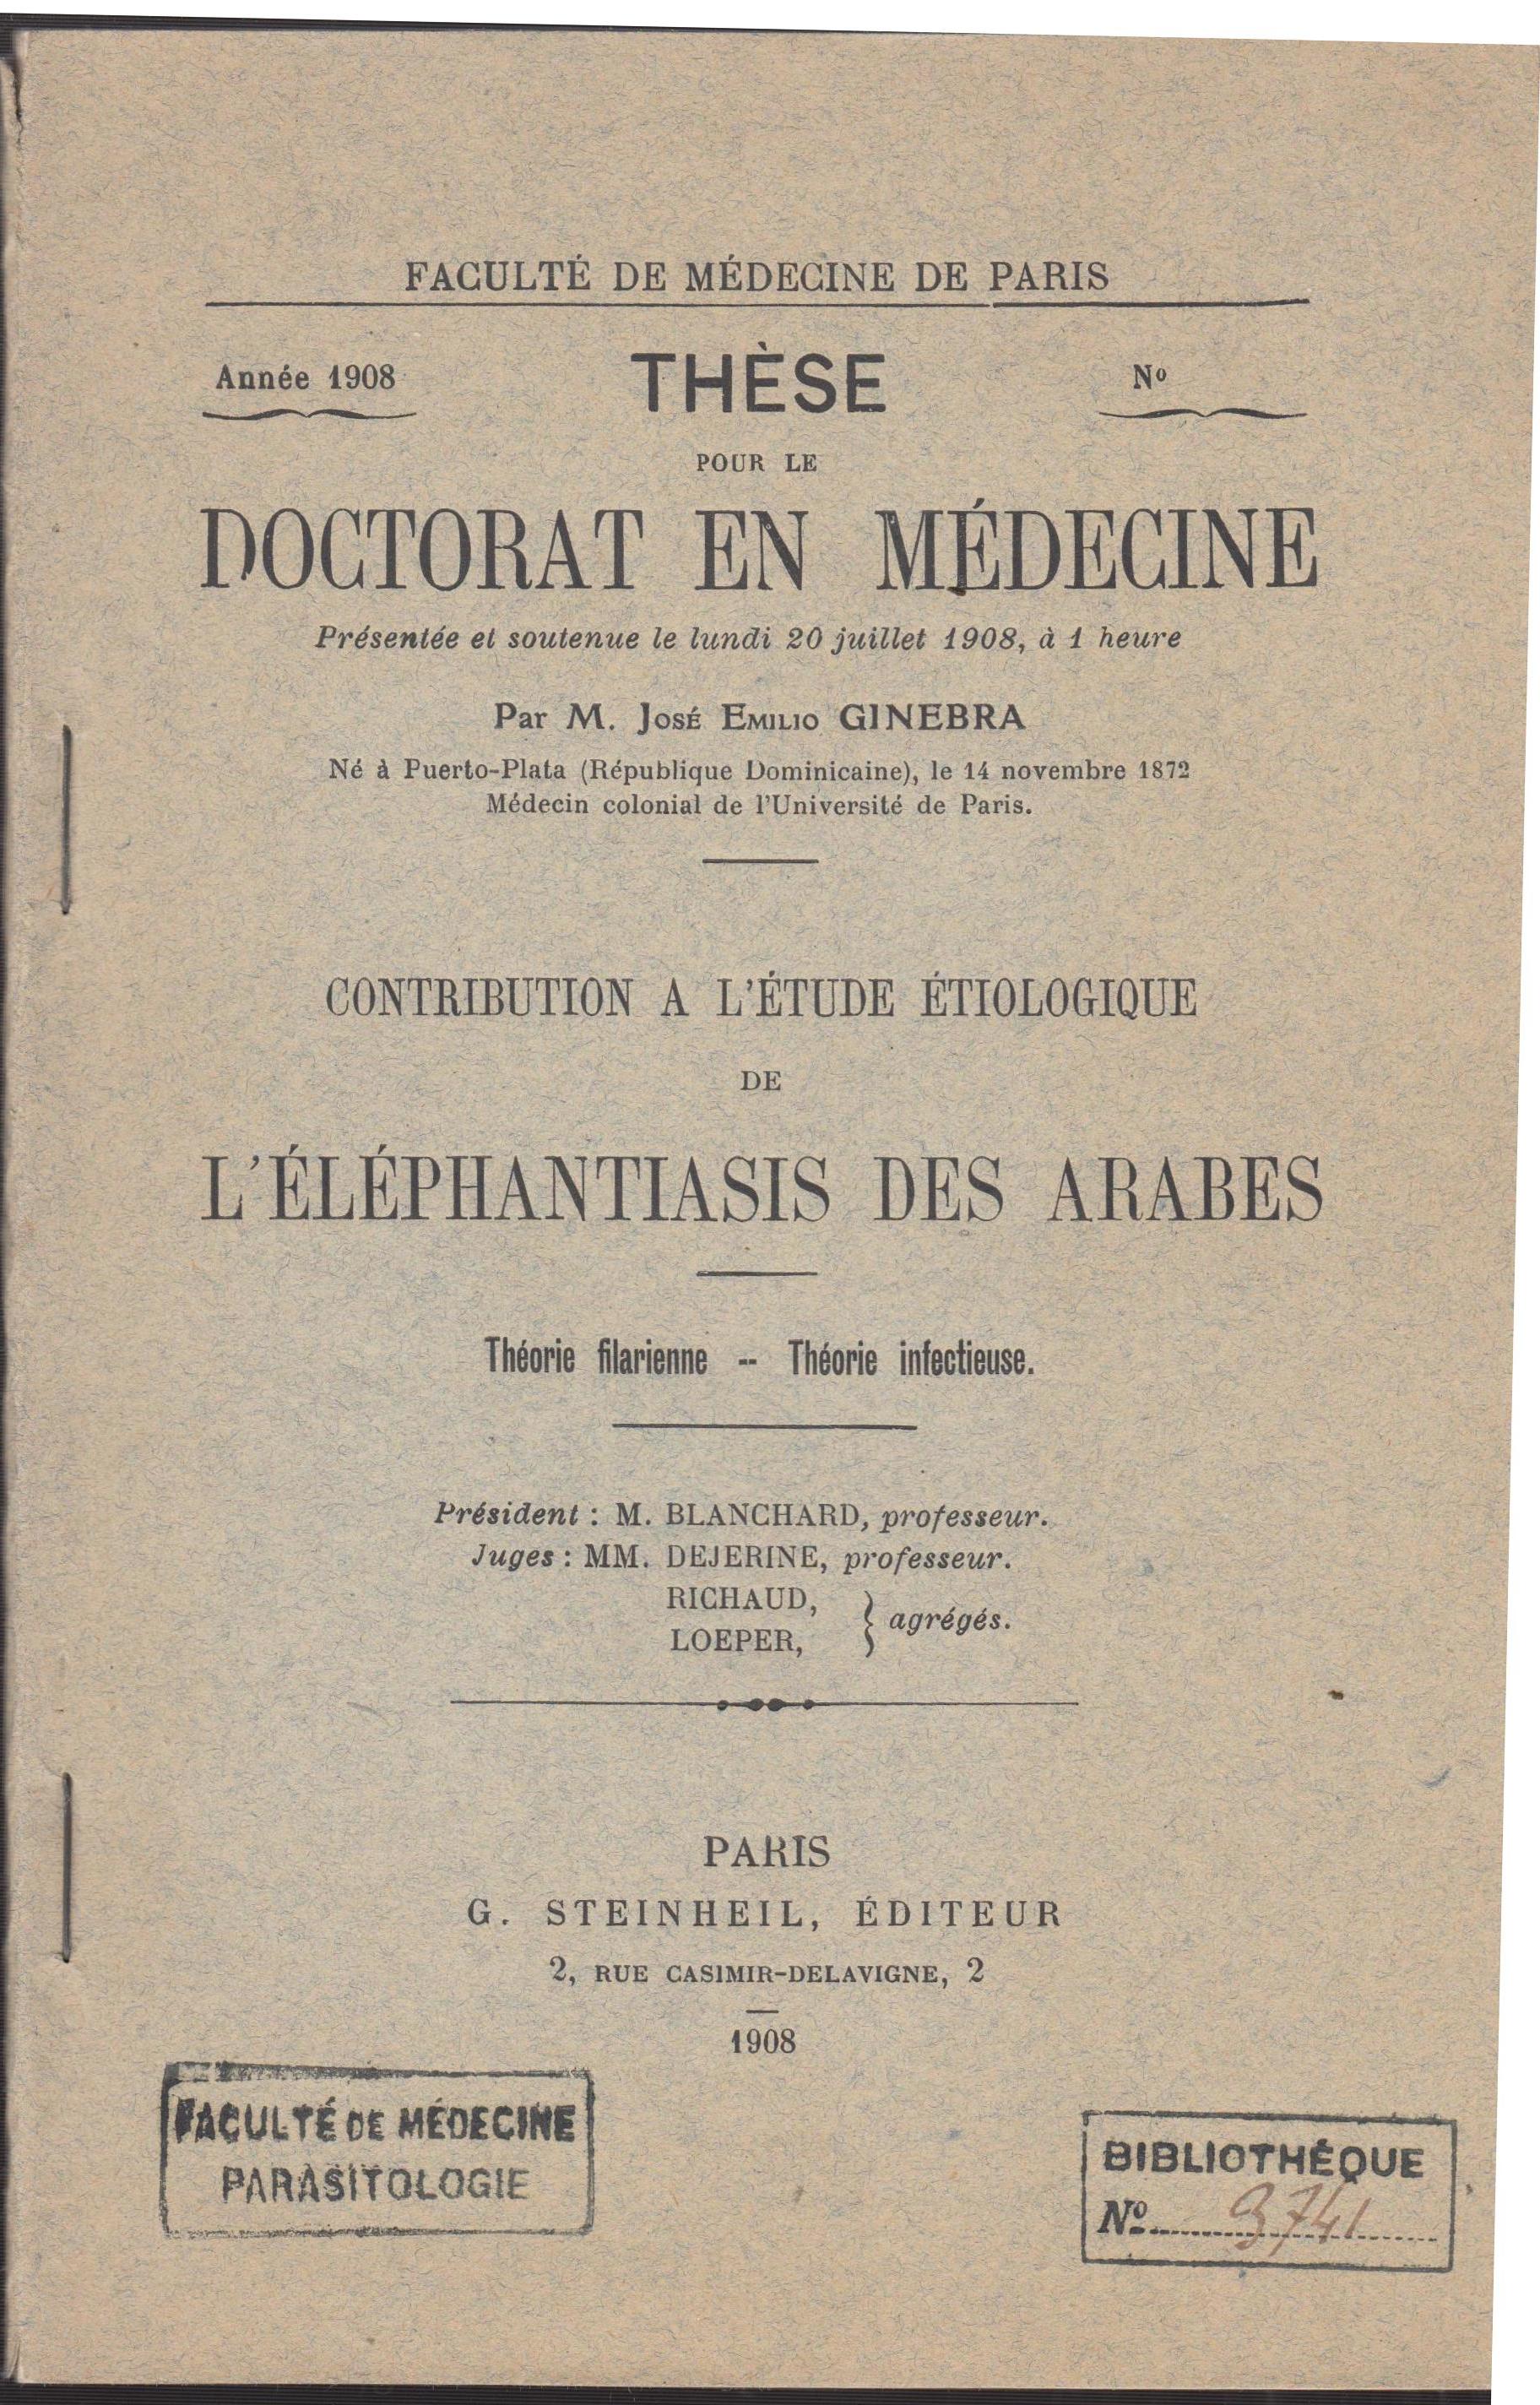 FACULTÉ DE MÉDECINE DE PARIS
Année 1908
THÈSE
No
POUR LE
DOCTORAT EN MÉDECINE
Présentée et soutenue le lundi 20 juillet 1908, à 1 heure
Par M. José Emilio GINEBRA
Né à Puerto-Plata (République Dominicaine), le 14 novembre 1872
Médecin colonial de l'Université de Paris.
CONTRIBUTION A L'ÉTUDE ÉTIOLOGIQUE
DE
L'ÉLÉPHANTIASIS DES ARABES
Théorie filarienne -- Théorie infectieuse.
Président : M. BLANCHARD, professeur.
Juges : MM. DEJERINE, professeur.
RICHAUD,
LOEPER,
} agrégés.
PARIS
G. STEINHEIL, ÉDITEUR
2, RUE CASIMIR-DELAVIGNE, 2
1908
FACULTÉ DE MÉDECINE
PARASITOLOGIE
BIBLIOTHÈQUE
No 3741